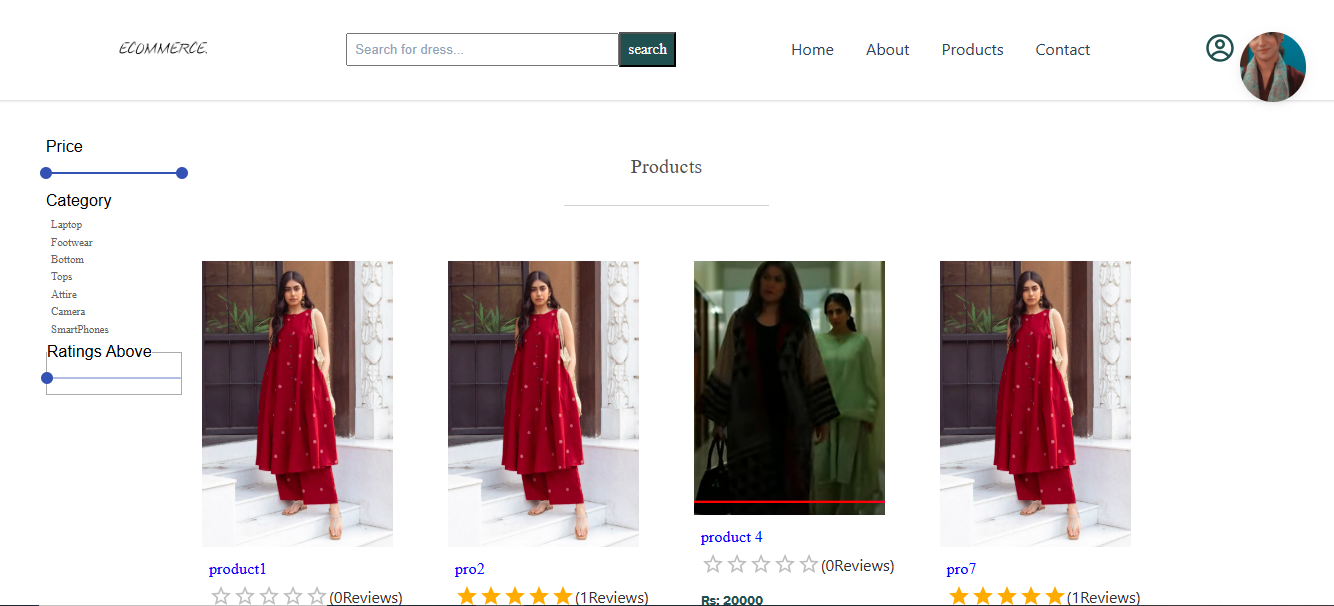 ECOMMERCE.
Search for dress...
search
Home
About
Products
Contact
Price
Products
Category
Laptop
Footwear
Bottom
Tops
Attire
Camera
SmartPhones
Ratings Above
product1
(0Reviews)
pro2
(1Reviews)
product 4
(0Reviews)
Rs: 20000
pro7
(1Reviews)